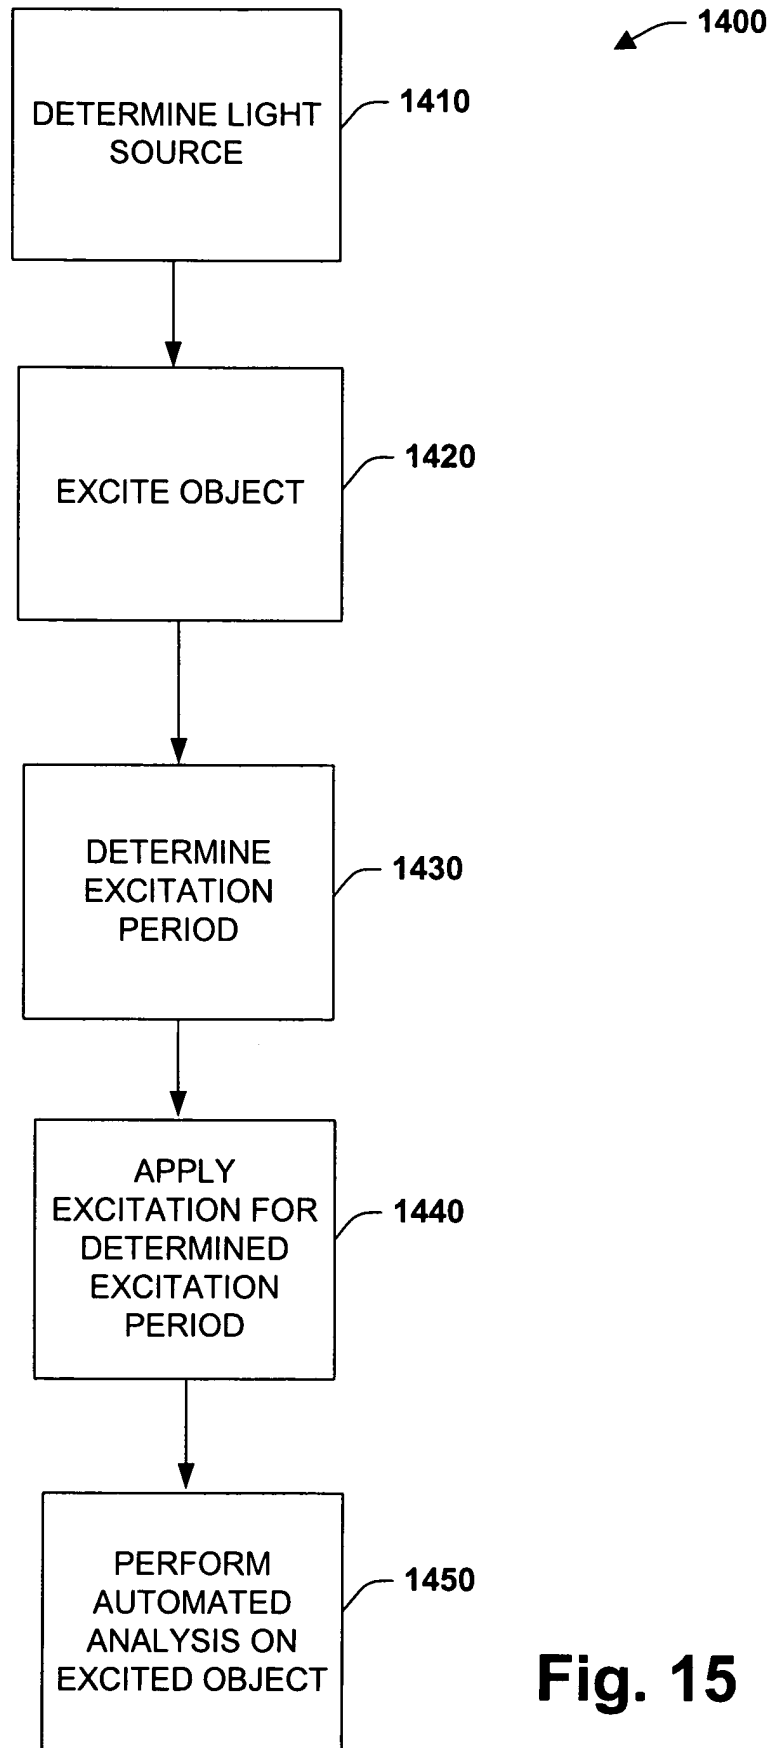 1400
DETERMINE LIGHT
SOURCE
1410
EXCITE OBJECT
1420
DETERMINE
EXCITATION
PERIOD
1430
APPLY
EXCITATION FOR
DETERMINED
EXCITATION
PERIOD
1440
PERFORM
AUTOMATED
ANALYSIS ON
EXCITED OBJECT
1450
Fig. 15